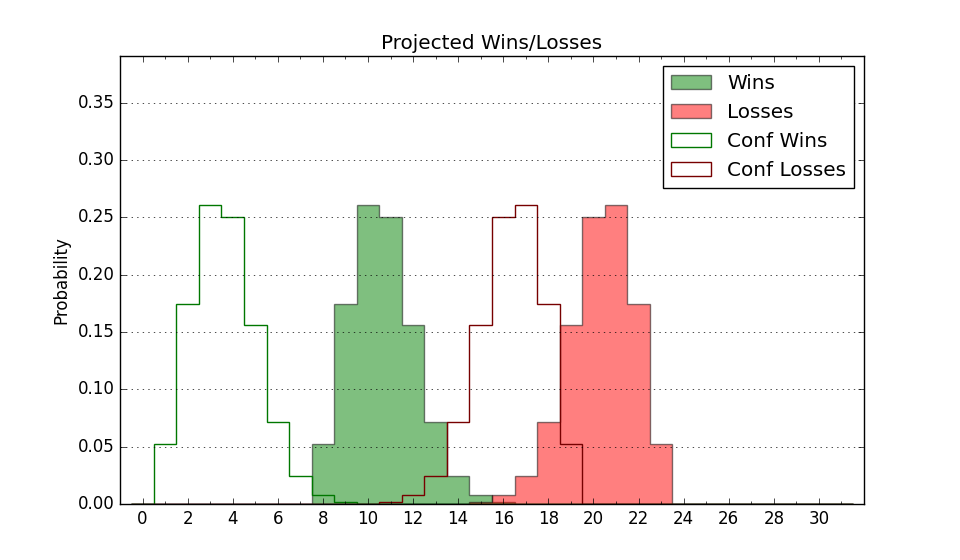 Projected Wins/Losses
Wins
Losses
Conf Wins
Conf Losses
Probability
0.35
0.30
0.25
0.20
0.15
0.10
0.05
0.00
0 2 4 6 8 10 12 14 16 18 20 22 24 26 28 30